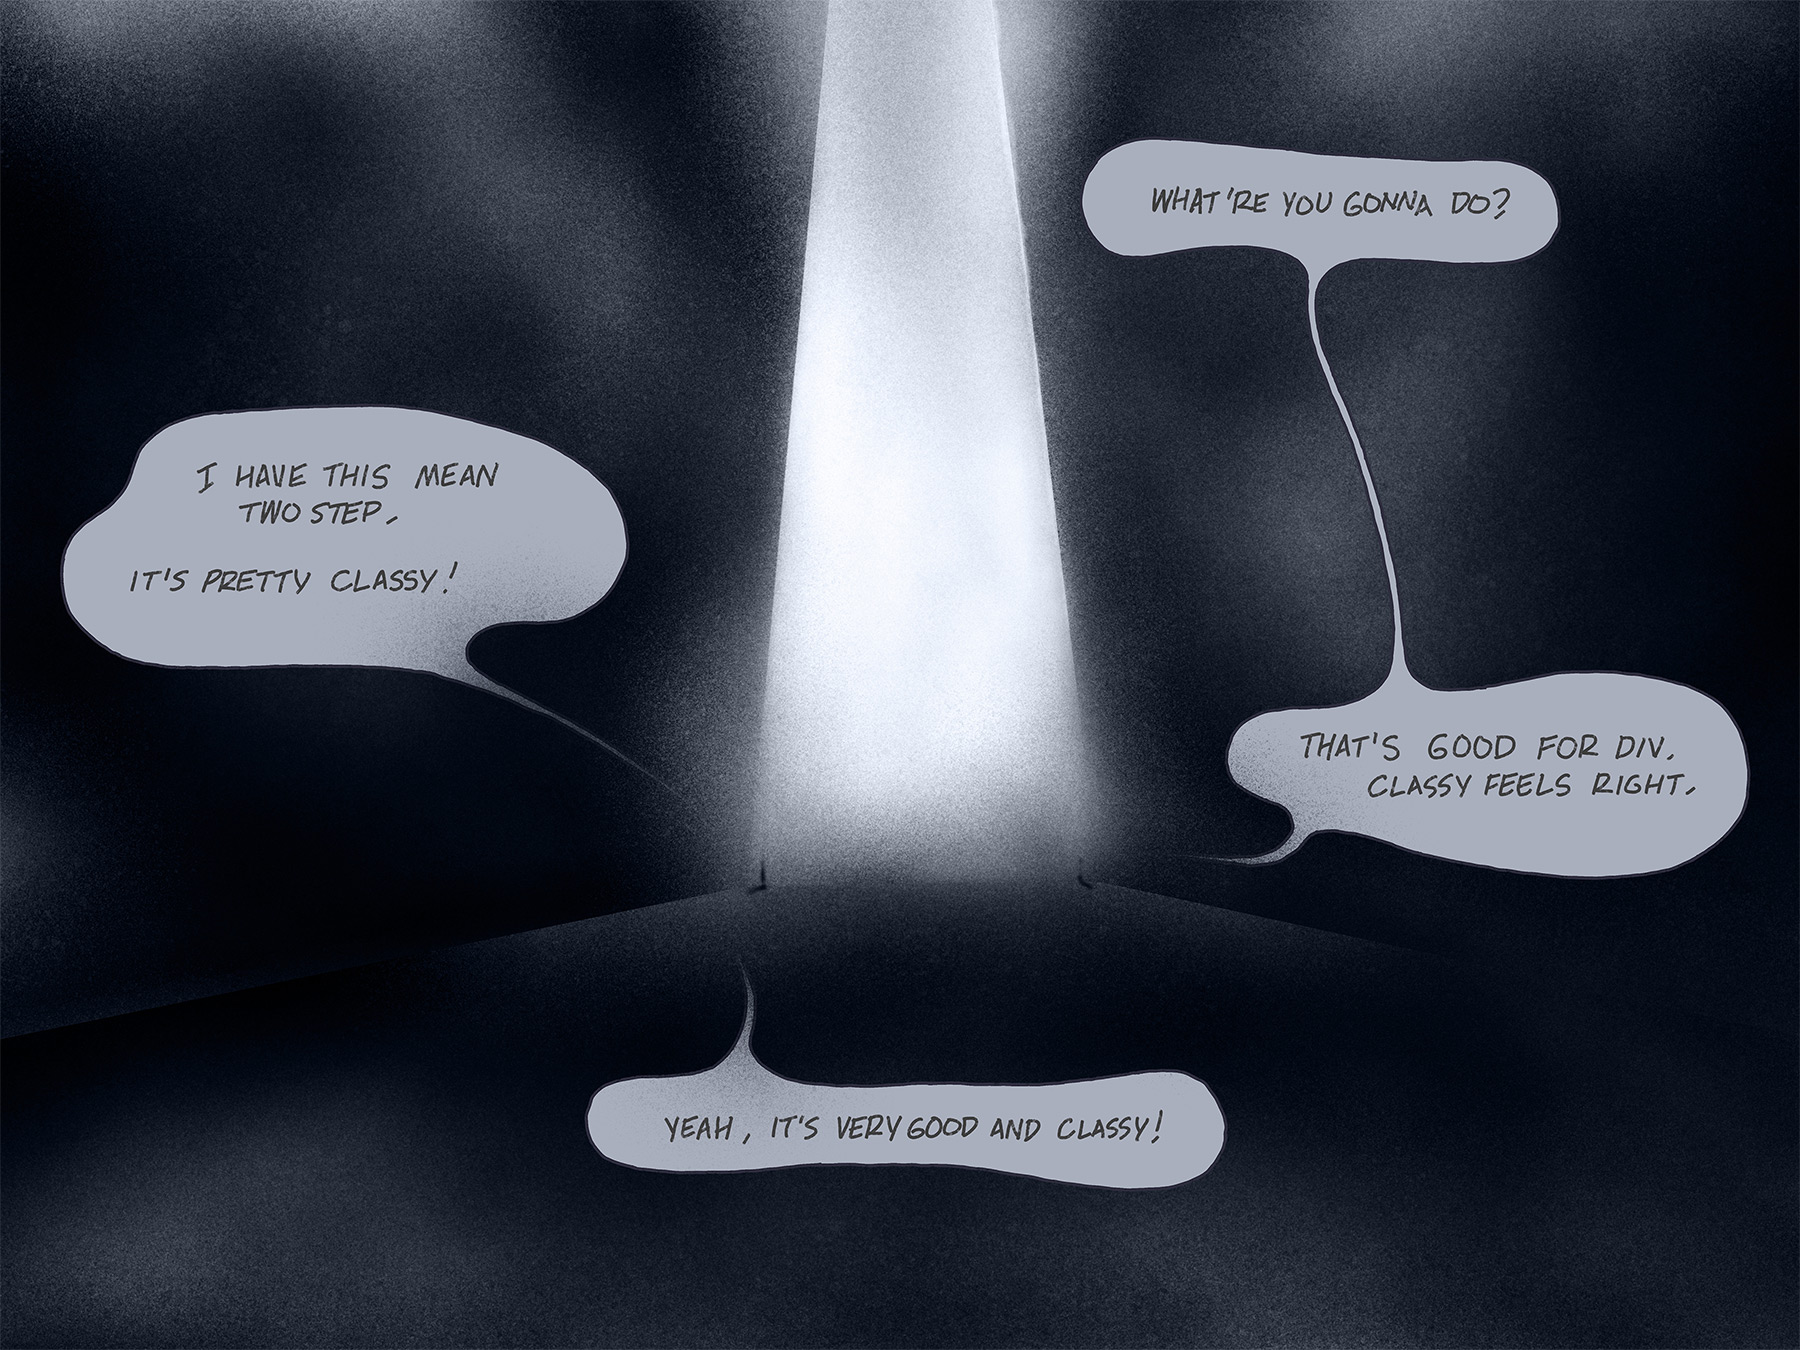 WHAT'RE YOU GONNA DO?
I HAVE THIS MEAN
TWO STEP.
IT'S PRETTY CLASSY!
THAT'S GOOD FOR DIV.
CLASSY FEELS RIGHT.
YEAH, IT'S VERY GOOD AND CLASSY!